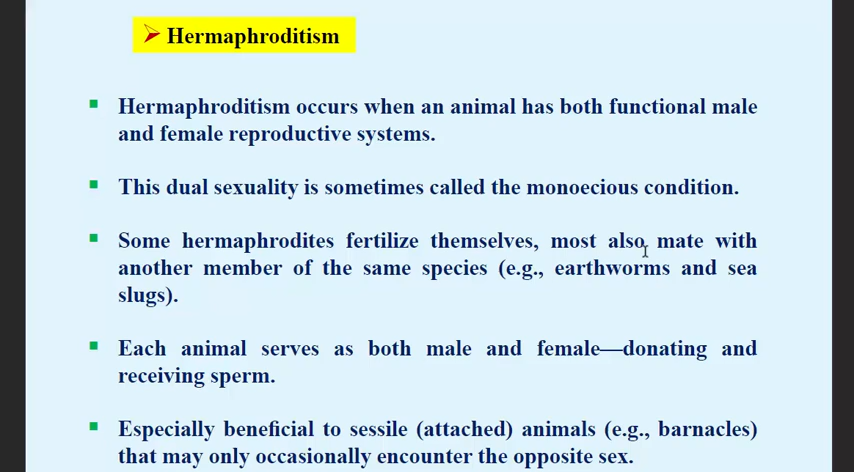 Hermaphroditism
Hermaphroditism occurs when an animal has both functional male
and female reproductive systems.
This dual sexuality is sometimes called the monoecious condition.
Some hermaphrodites fertilize themselves, most also mate with
another member of the same species (e.g., earthworms and sea
slugs).
Each animal serves as both male and female—donating and
receiving sperm.
Especially beneficial to sessile (attached) animals (e.g., barnacles)
that may only occasionally encounter the opposite sex.